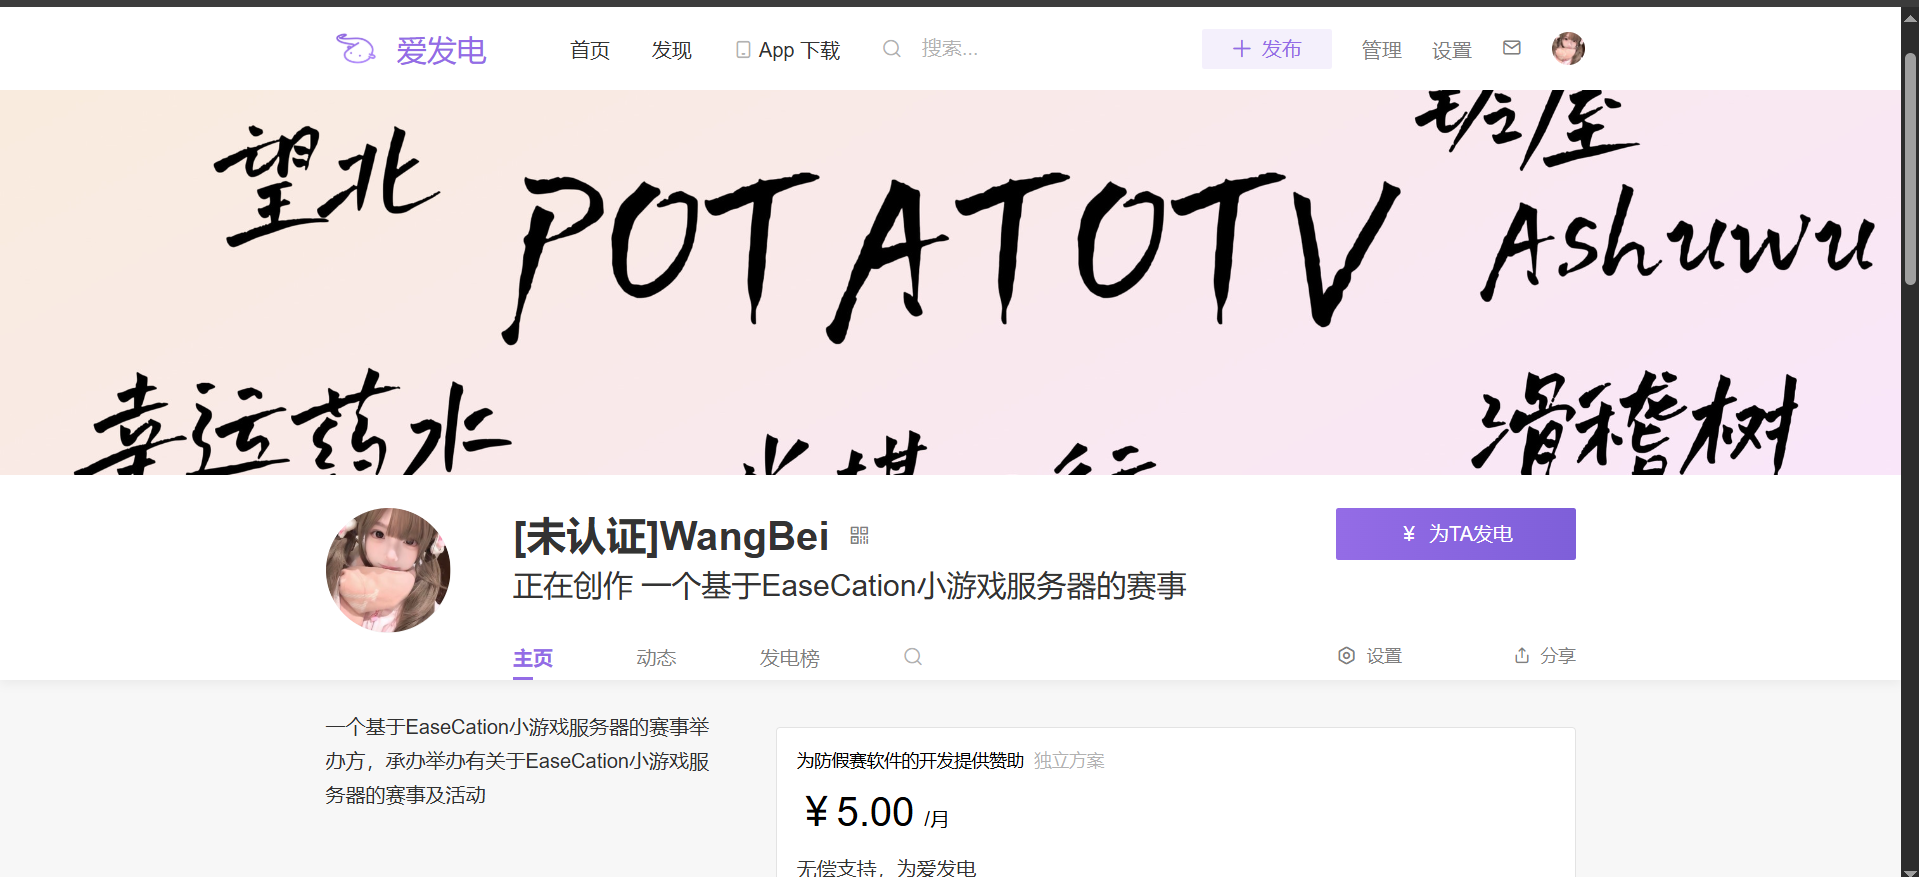 爱发电 首页 发现 App 下载 搜索... 发布 管理 设置
望北
POTATOTV
Ashuwu
幸运药水
滑稽树
[未认证]WangBei
¥ 为TA发电
正在创作 一个基于EaseCation小游戏服务器的赛事
主页 动态 发电榜 设置 分享
一个基于EaseCation小游戏服务器的赛事举
办方，承办举办有关于EaseCation小游戏服
务器的赛事及活动
为防假赛软件的开发提供赞助 独立方案
¥5.00 /月
无偿支持，为爱发电